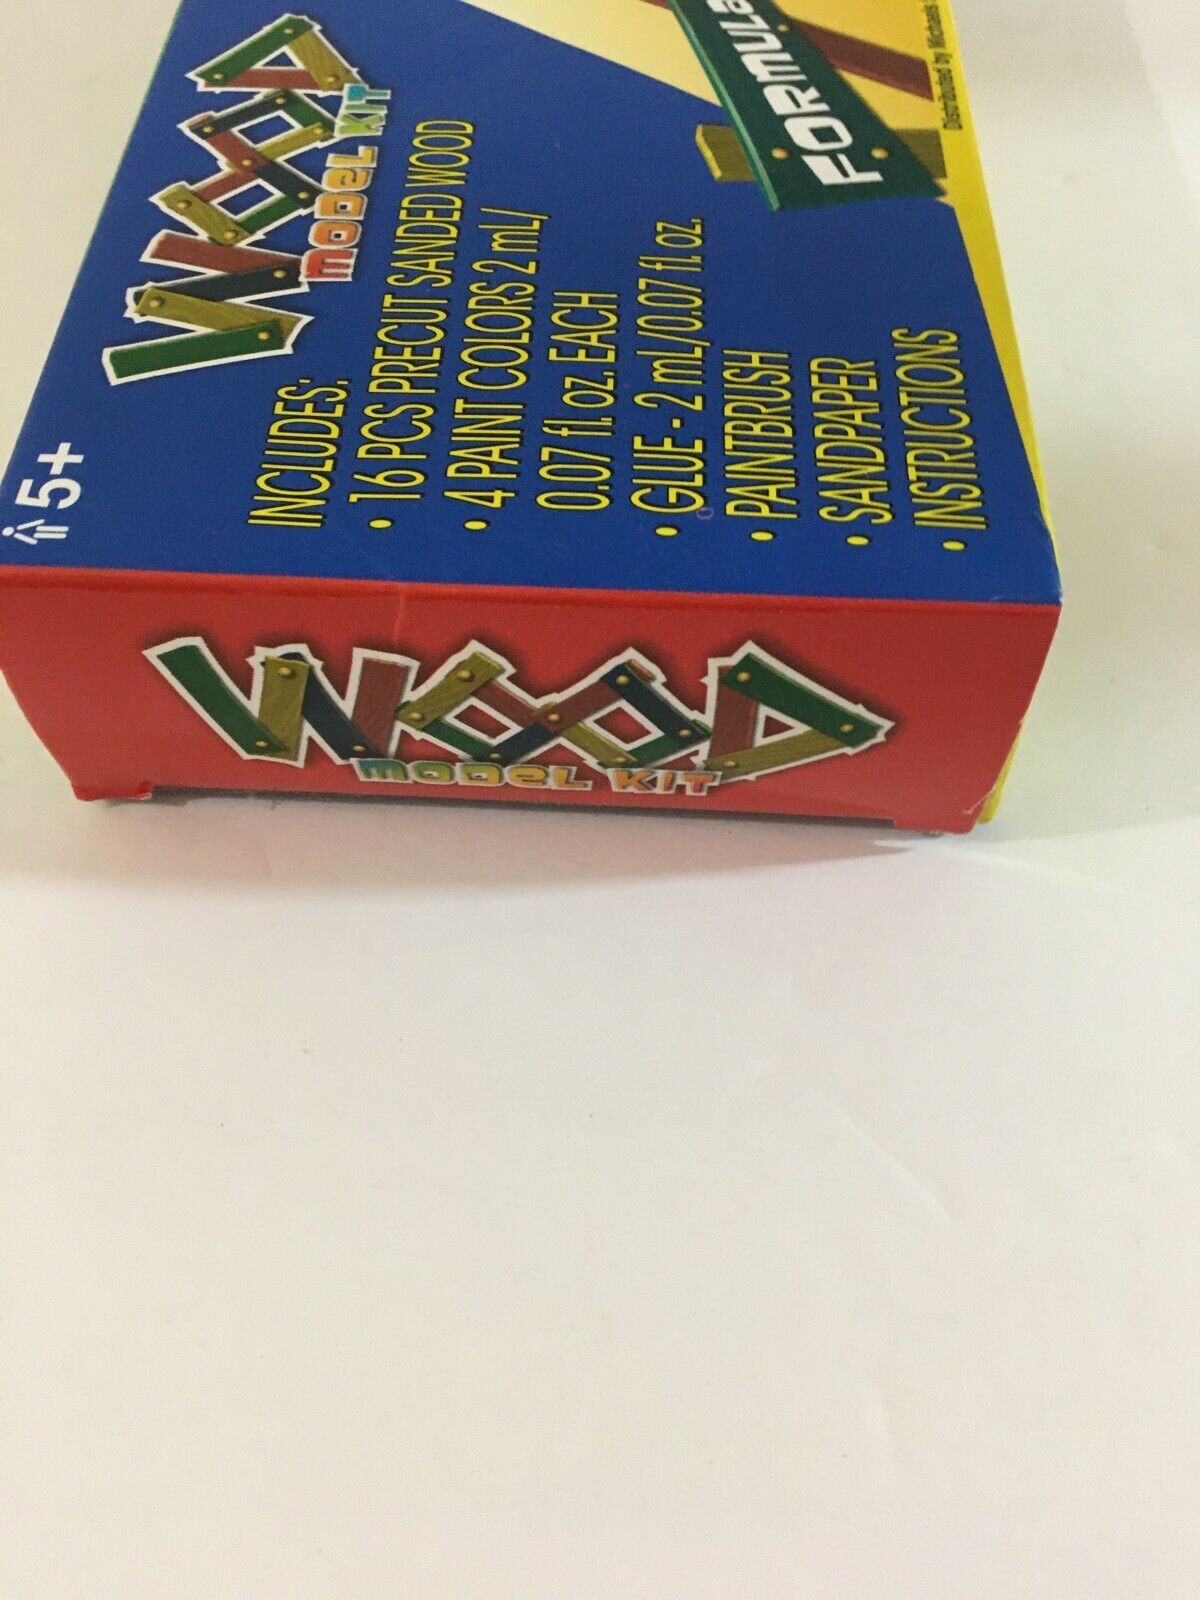 5+
WOOD
MODEL KIT
INCLUDES:
• 16 PCS PRECUT SANDED WOOD
• 4 PAINT COLORS 2 mL/
0.07 fl. oz. EACH
• GLUE - 2 mL/0.07 fl. oz.
• PAINTBRUSH
• SANDPAPER
• INSTRUCTIONS
Distributed by Michaels
WOOD
MODEL KIT